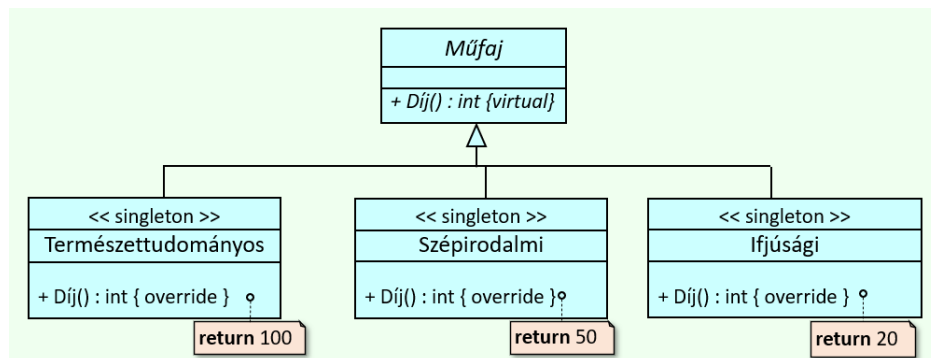 Műfaj
+ Díj() : int {virtual}
<< singleton >>
Természettudományos
+ Díj() : int { override }
return 100
<< singleton >>
Szépirodalmi
+ Díj() : int { override }
return 50
<< singleton >>
Ifjúsági
+ Díj() : int { override }
return 20